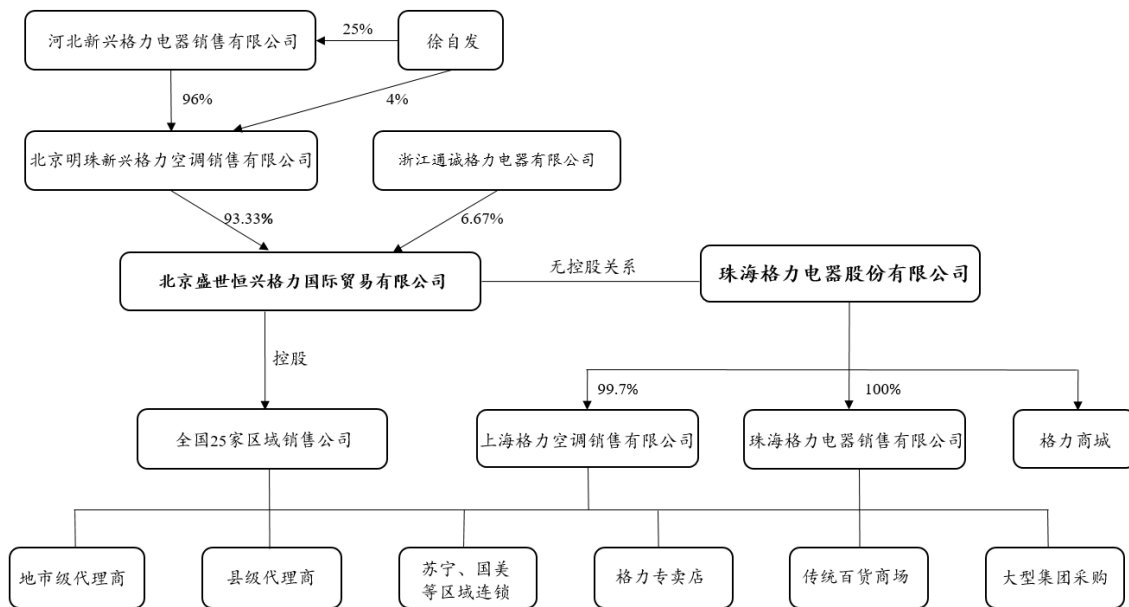 河北新兴格力电器销售有限公司
25%
徐自发
96%
4%
北京明珠新兴格力空调销售有限公司
浙江通诚格力电器有限公司
93.33%
6.67%
北京盛世恒兴格力国际贸易有限公司
无控股关系
珠海格力电器股份有限公司
控股
99.7%
100%
全国25家区域销售公司
上海格力空调销售有限公司
珠海格力电器销售有限公司
格力商城
地市级代理商
县级代理商
苏宁、国美
等区域连锁
格力专卖店
传统百货商场
大型集团采购